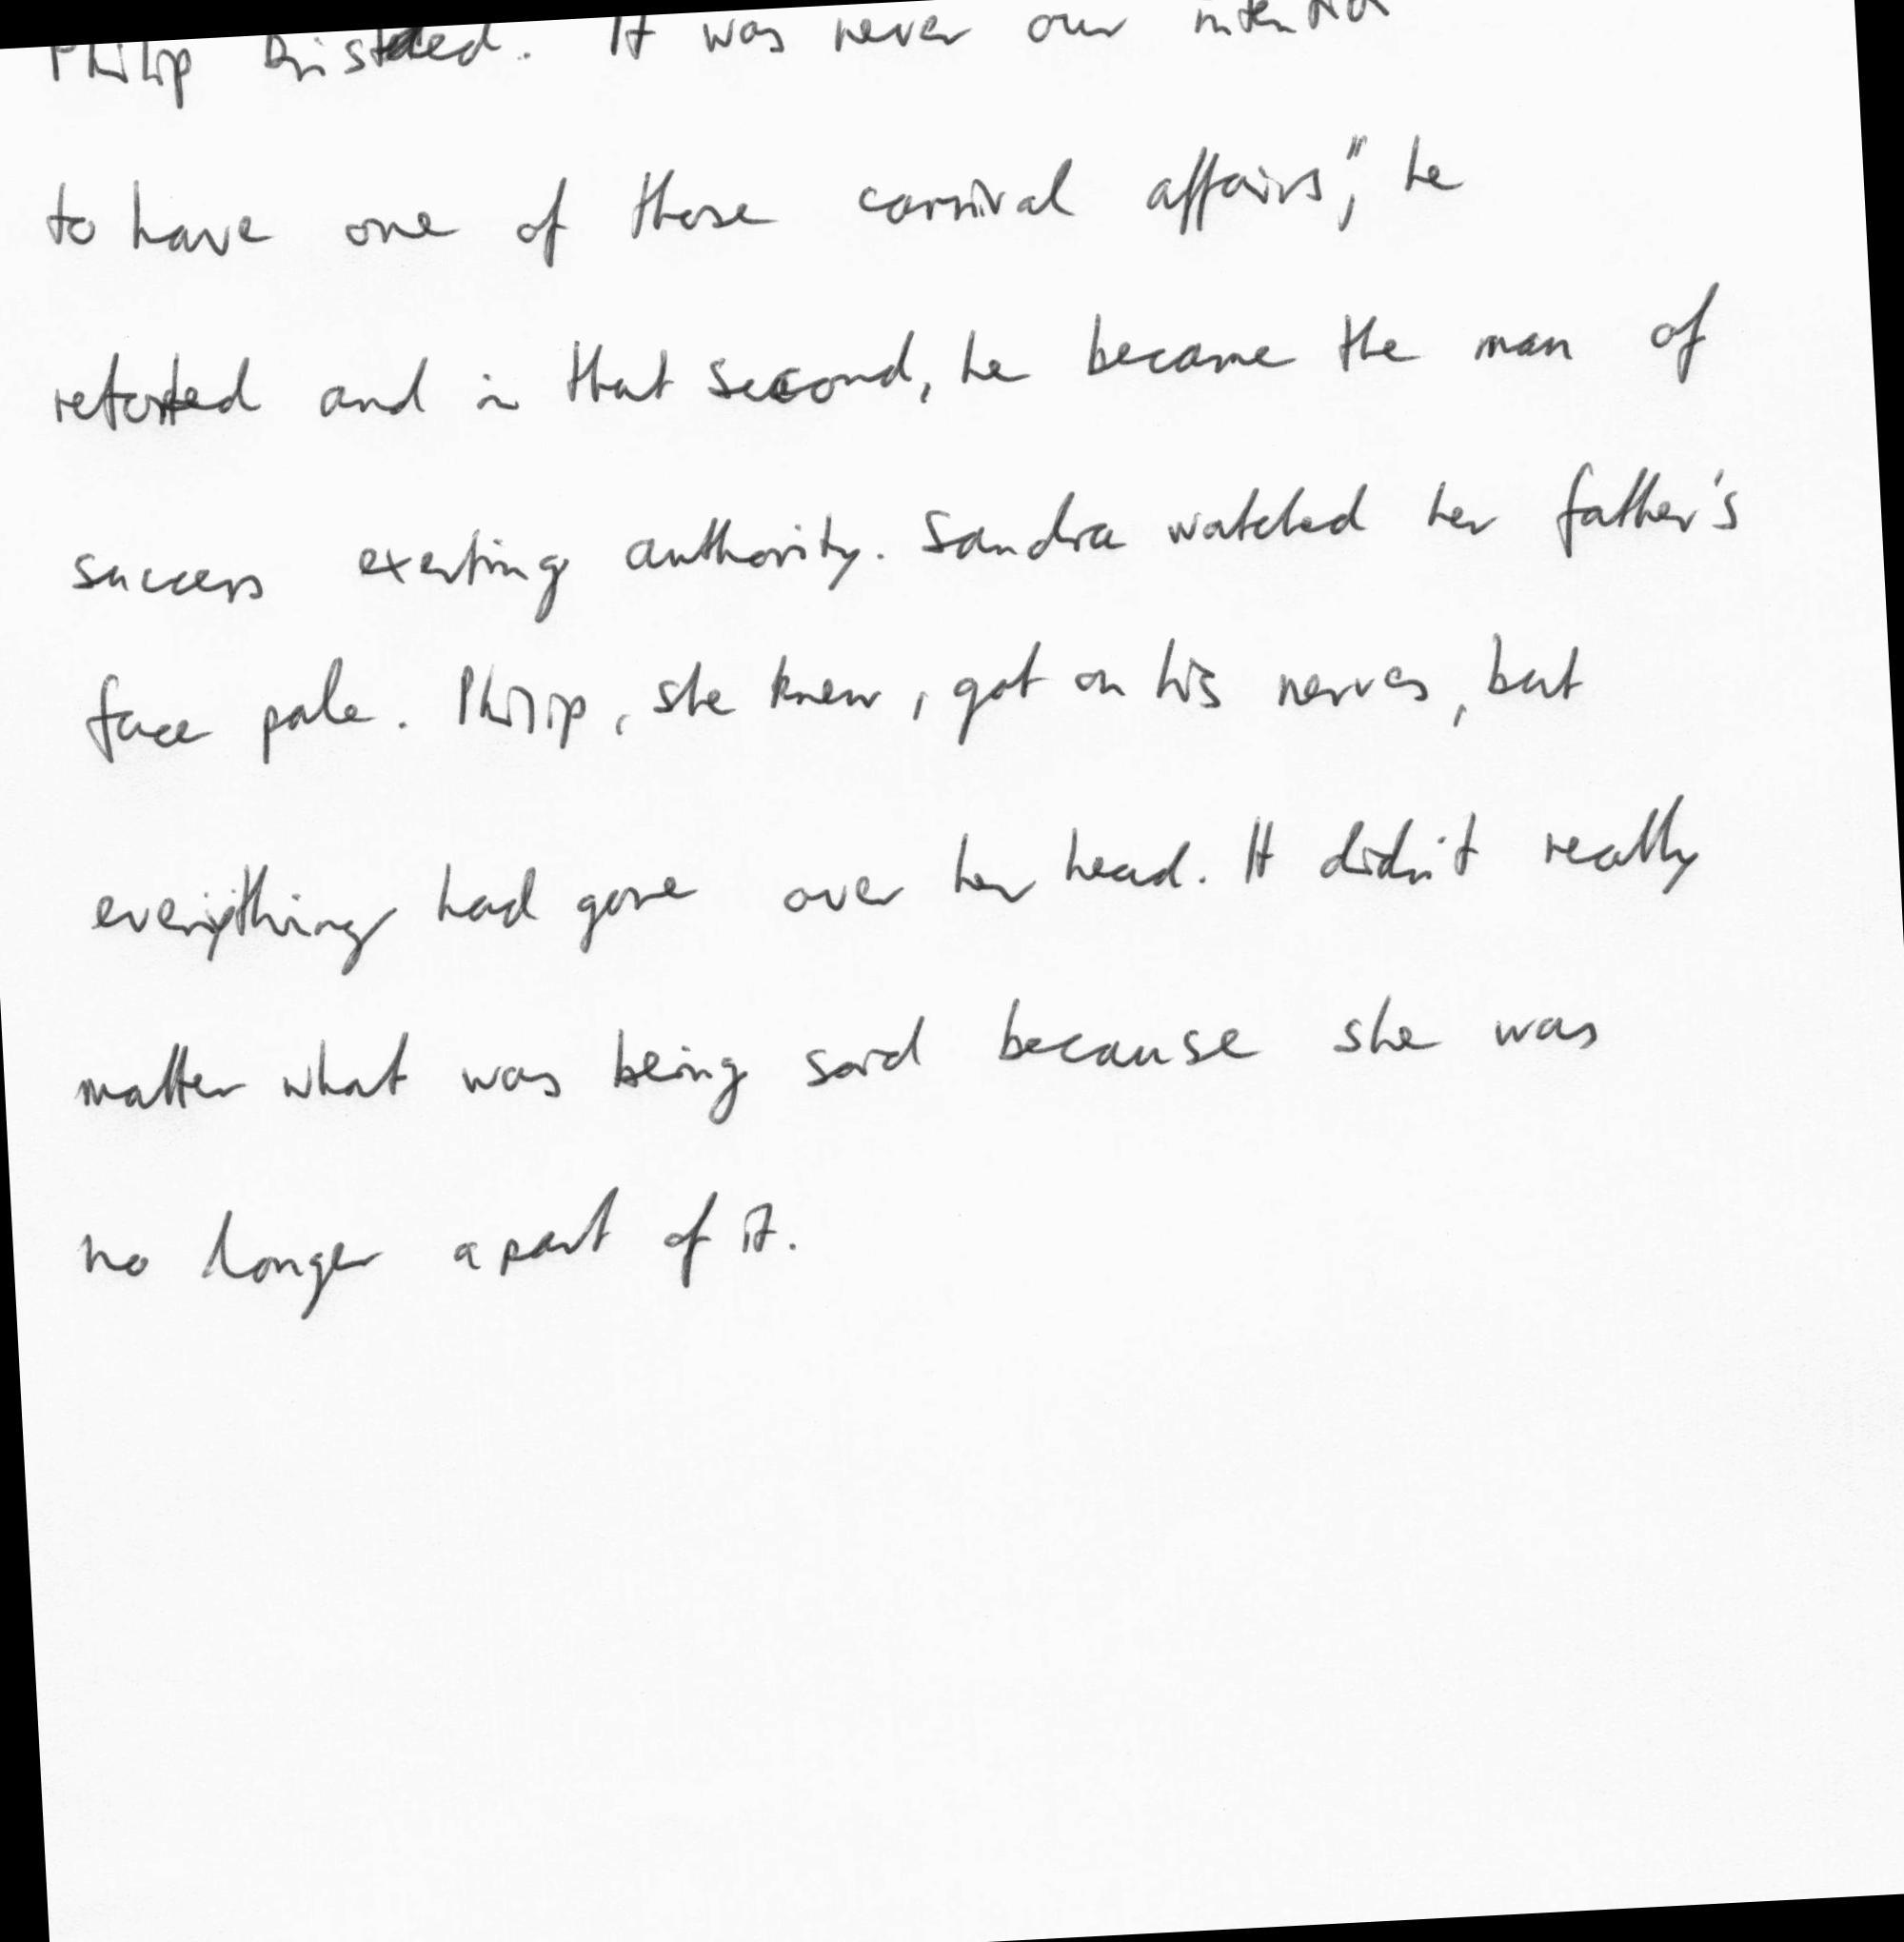 Philip bristled. It was never our intention
to have one of those carnival affairs", he
retorted and in that second, he became the man of
success exerting authority. Sandra watched her father's
face pale. Philip, she knew, got on his nerves, but
everything had gone over her head. It didn't really
matter what was being said because she was
no longer a part of it.